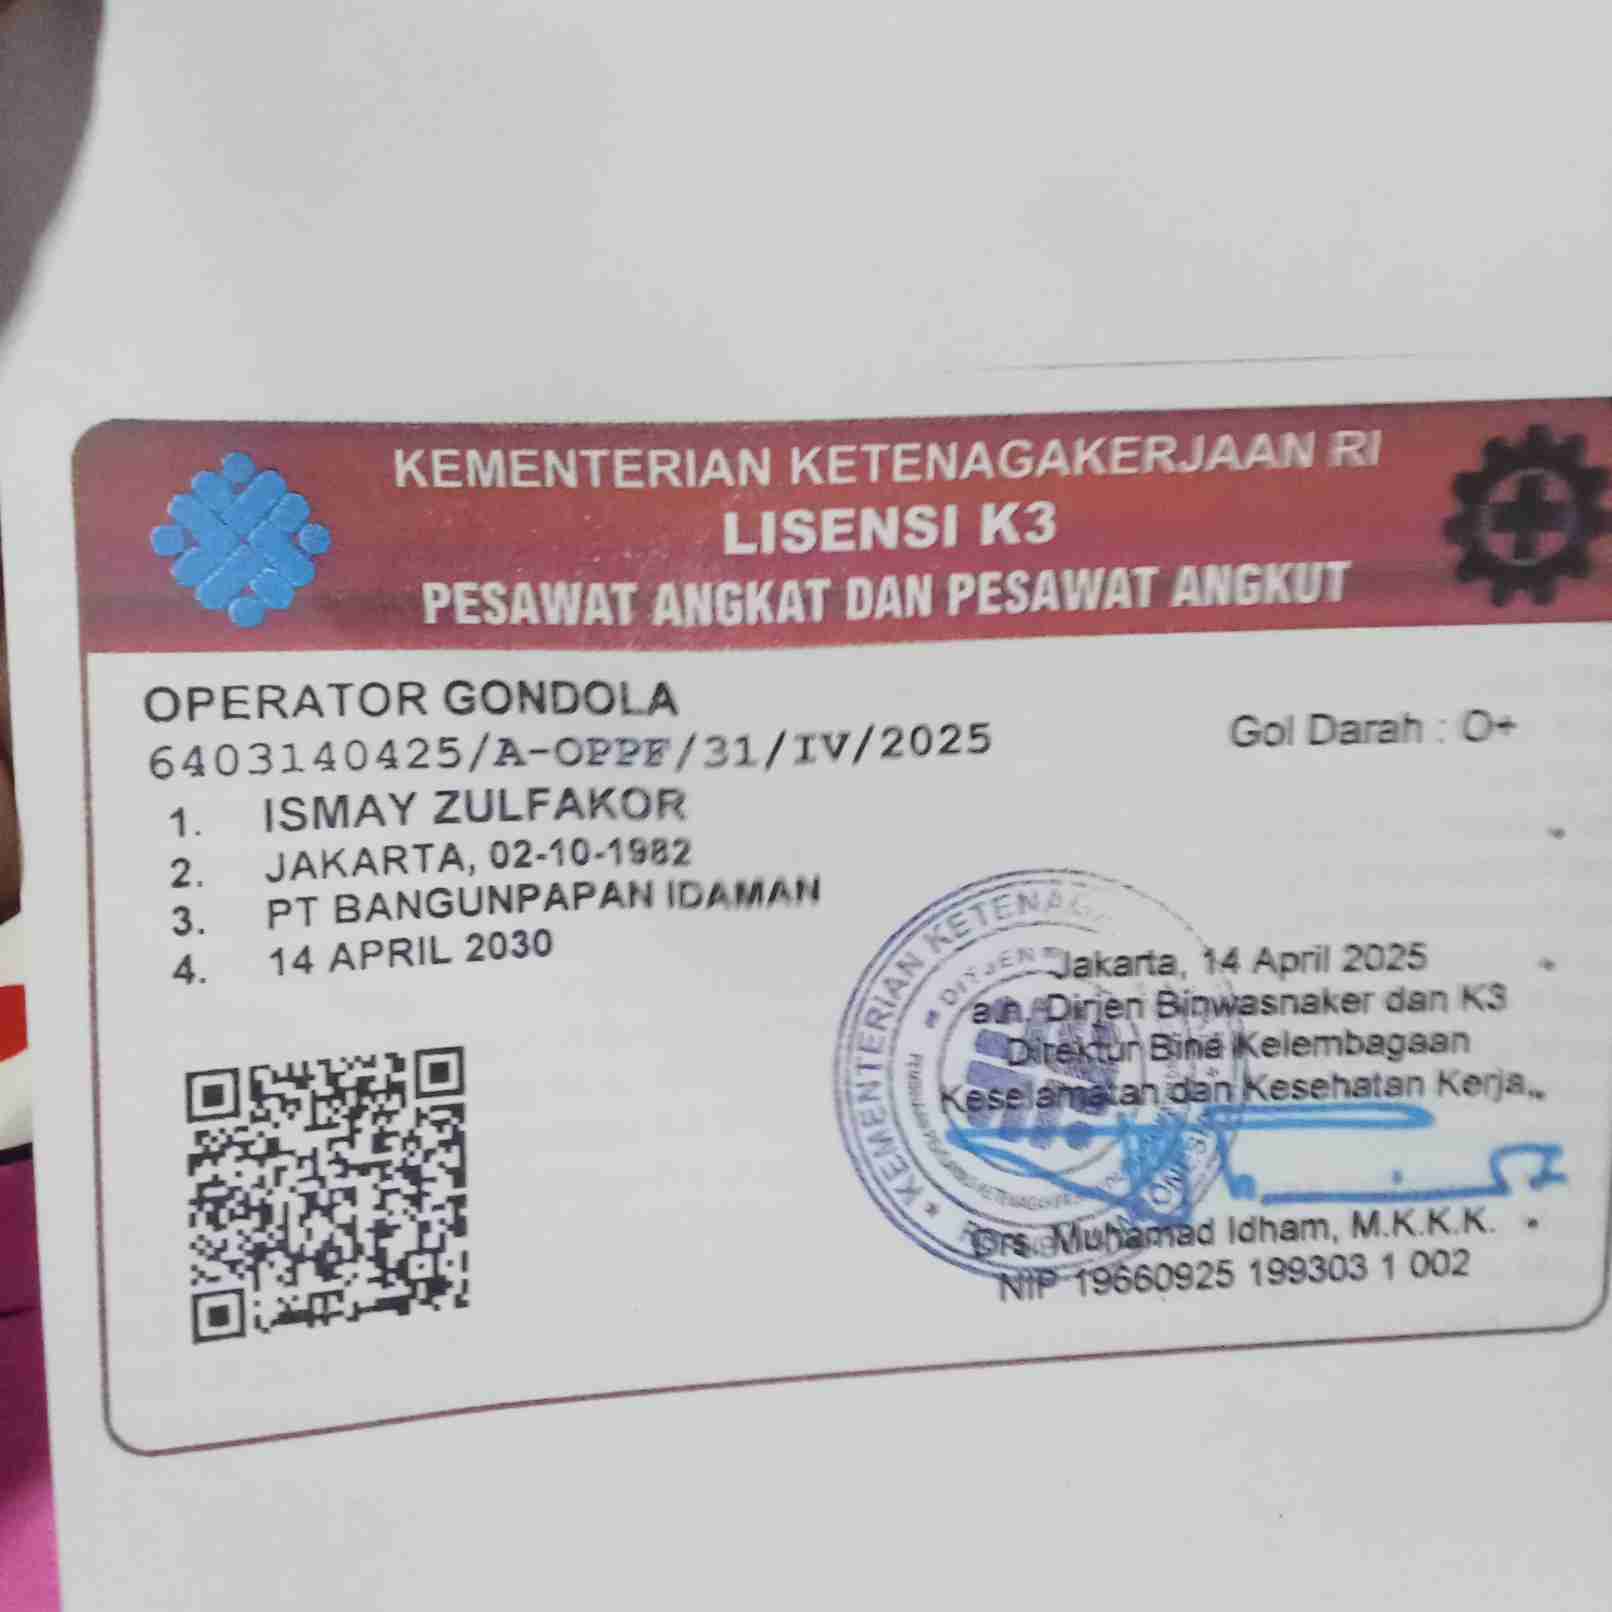 KEMENTERIAN KETENAGAKERJAAN RI
LISENSI K3
PESAWAT ANGKAT DAN PESAWAT ANGKUT
OPERATOR GONDOLA
6403140425/A-OPPF/31/IV/2025
Gol Darah : O+
1. ISMAY ZULFAKOR
2. JAKARTA, 02-10-1982
3. PT BANGUNPAPAN IDAMAN
4. 14 APRIL 2030
KEMENTERIAN
DIRJEN
Jakarta, 14 April 2025
a.n. Dirjen Binwasnaker dan K3
Direktur Bina Kelembagaan
Keselamatan dan Kesehatan Kerja,
Drs. Muhamad Idham, M.K.K.K.
NIP 19660925 199303 1 002